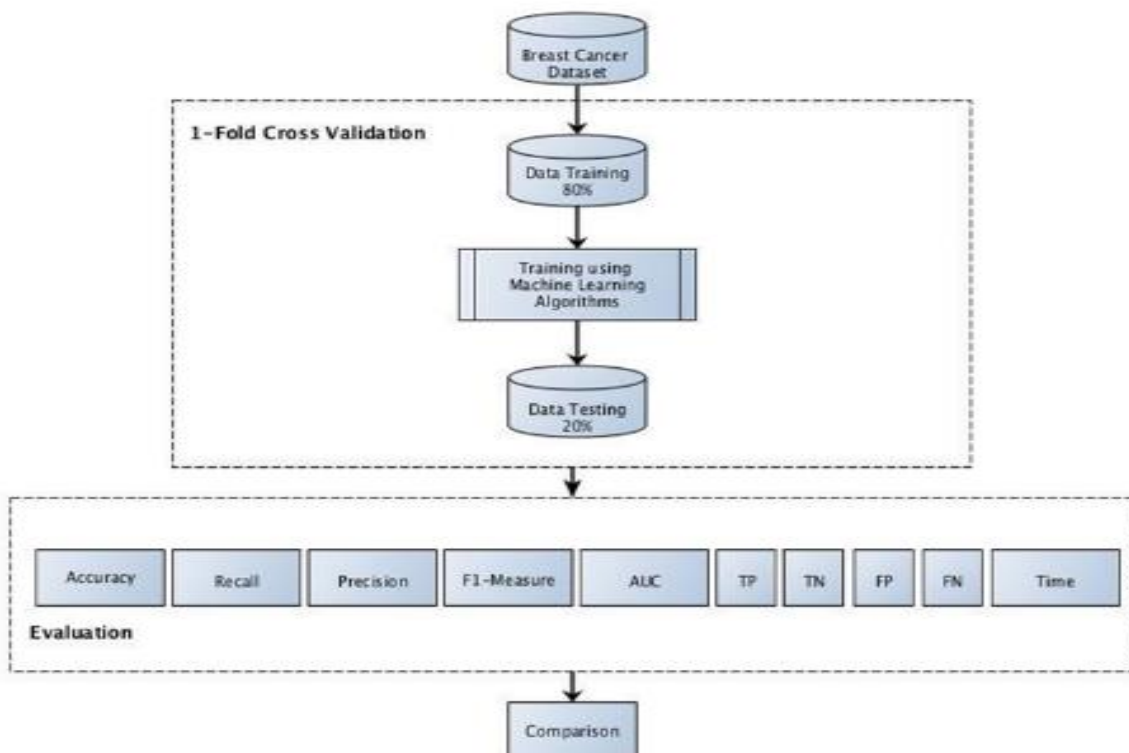 Breast Cancer
Dataset
1-Fold Cross Validation
Data Training
80%
Training using
Machine Learning
Algorithms
Data Testing
20%
Accuracy
Recall
Precision
F1-Measure
AUC
TP
TN
FP
FN
Time
Evaluation
Comparison